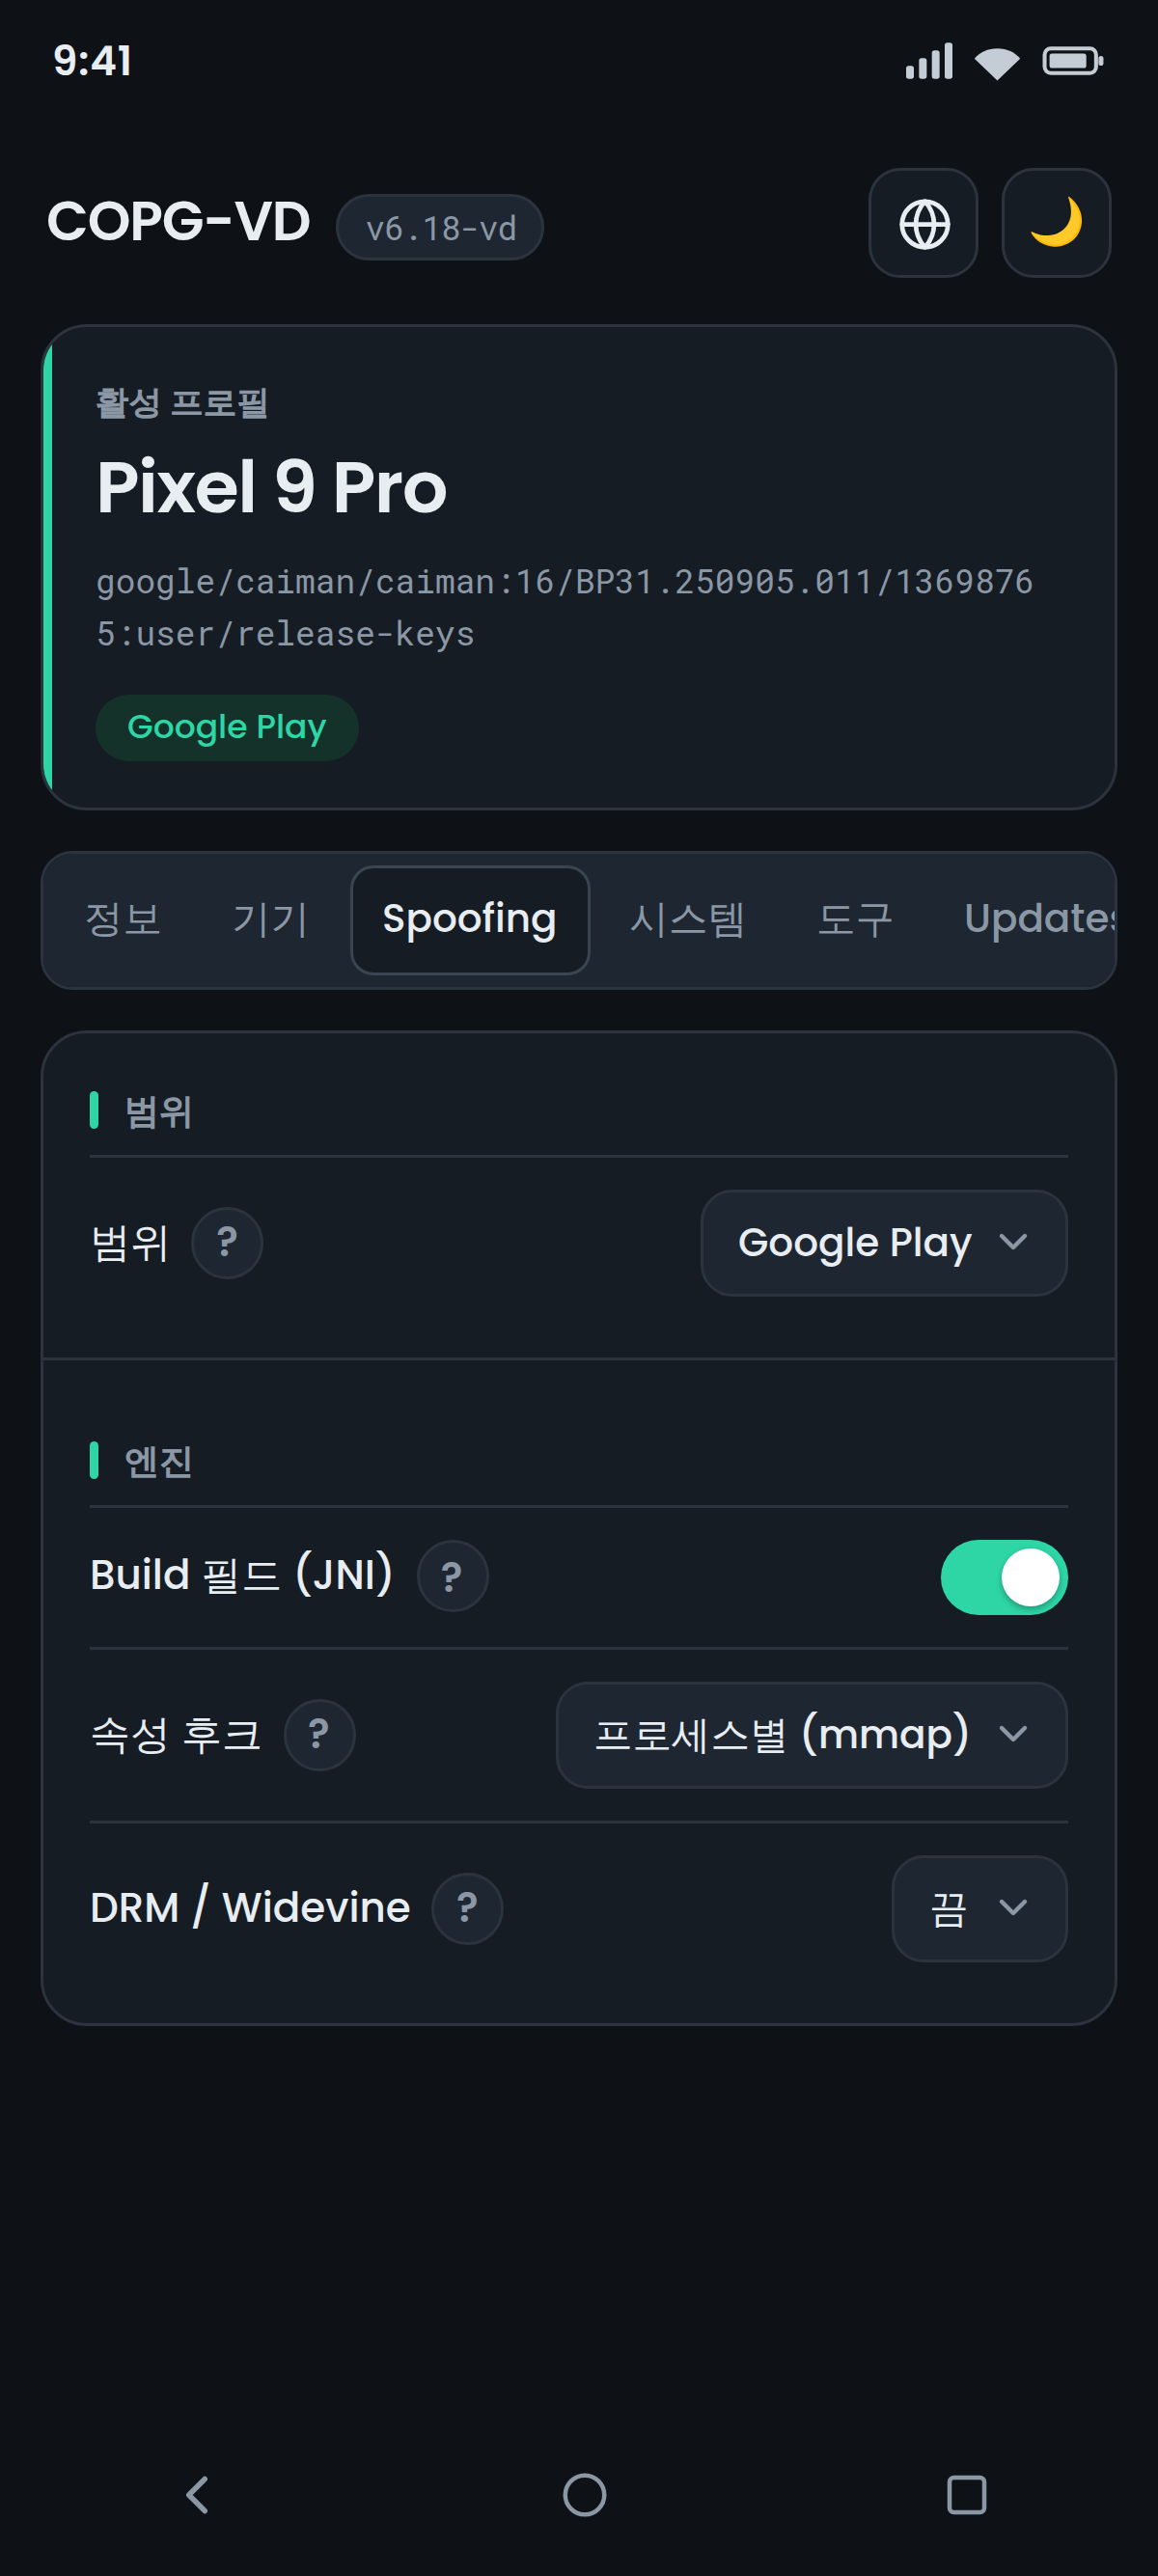 9:41
COPG-VD v6.18-vd
활성 프로필
Pixel 9 Pro
google/caiman/caiman:16/BP31.250905.011/1369876
5:user/release-keys
Google Play
정보 기기 Spoofing 시스템 도구 Updates
범위
범위 ? Google Play
엔진
Build 필드 (JNI) ?
속성 후크 ? 프로세스별 (mmap)
DRM / Widevine ? 끔